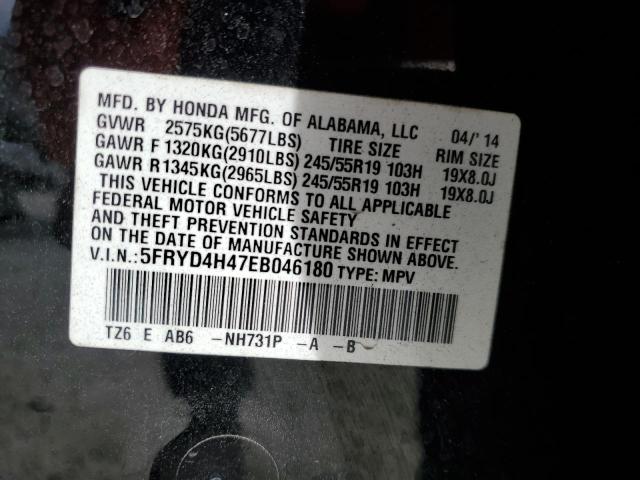 MFD. BY HONDA MFG. OF ALABAMA, LLC 04/'14
GVWR 2575KG(5677LBS) TIRE SIZE RIM SIZE
GAWR F 1320KG(2910LBS) 245/55R19 103H 19X8.0J
GAWR R1345KG(2965LBS) 245/55R19 103H 19X8.0J
THIS VEHICLE CONFORMS TO ALL APPLICABLE
FEDERAL MOTOR VEHICLE SAFETY
AND THEFT PREVENTION STANDARDS IN EFFECT
ON THE DATE OF MANUFACTURE SHOWN ABOVE.
V.I.N.:5FRYD4H47EB046180 TYPE: MPV
TZ6 E AB6 -NH731P -A -B